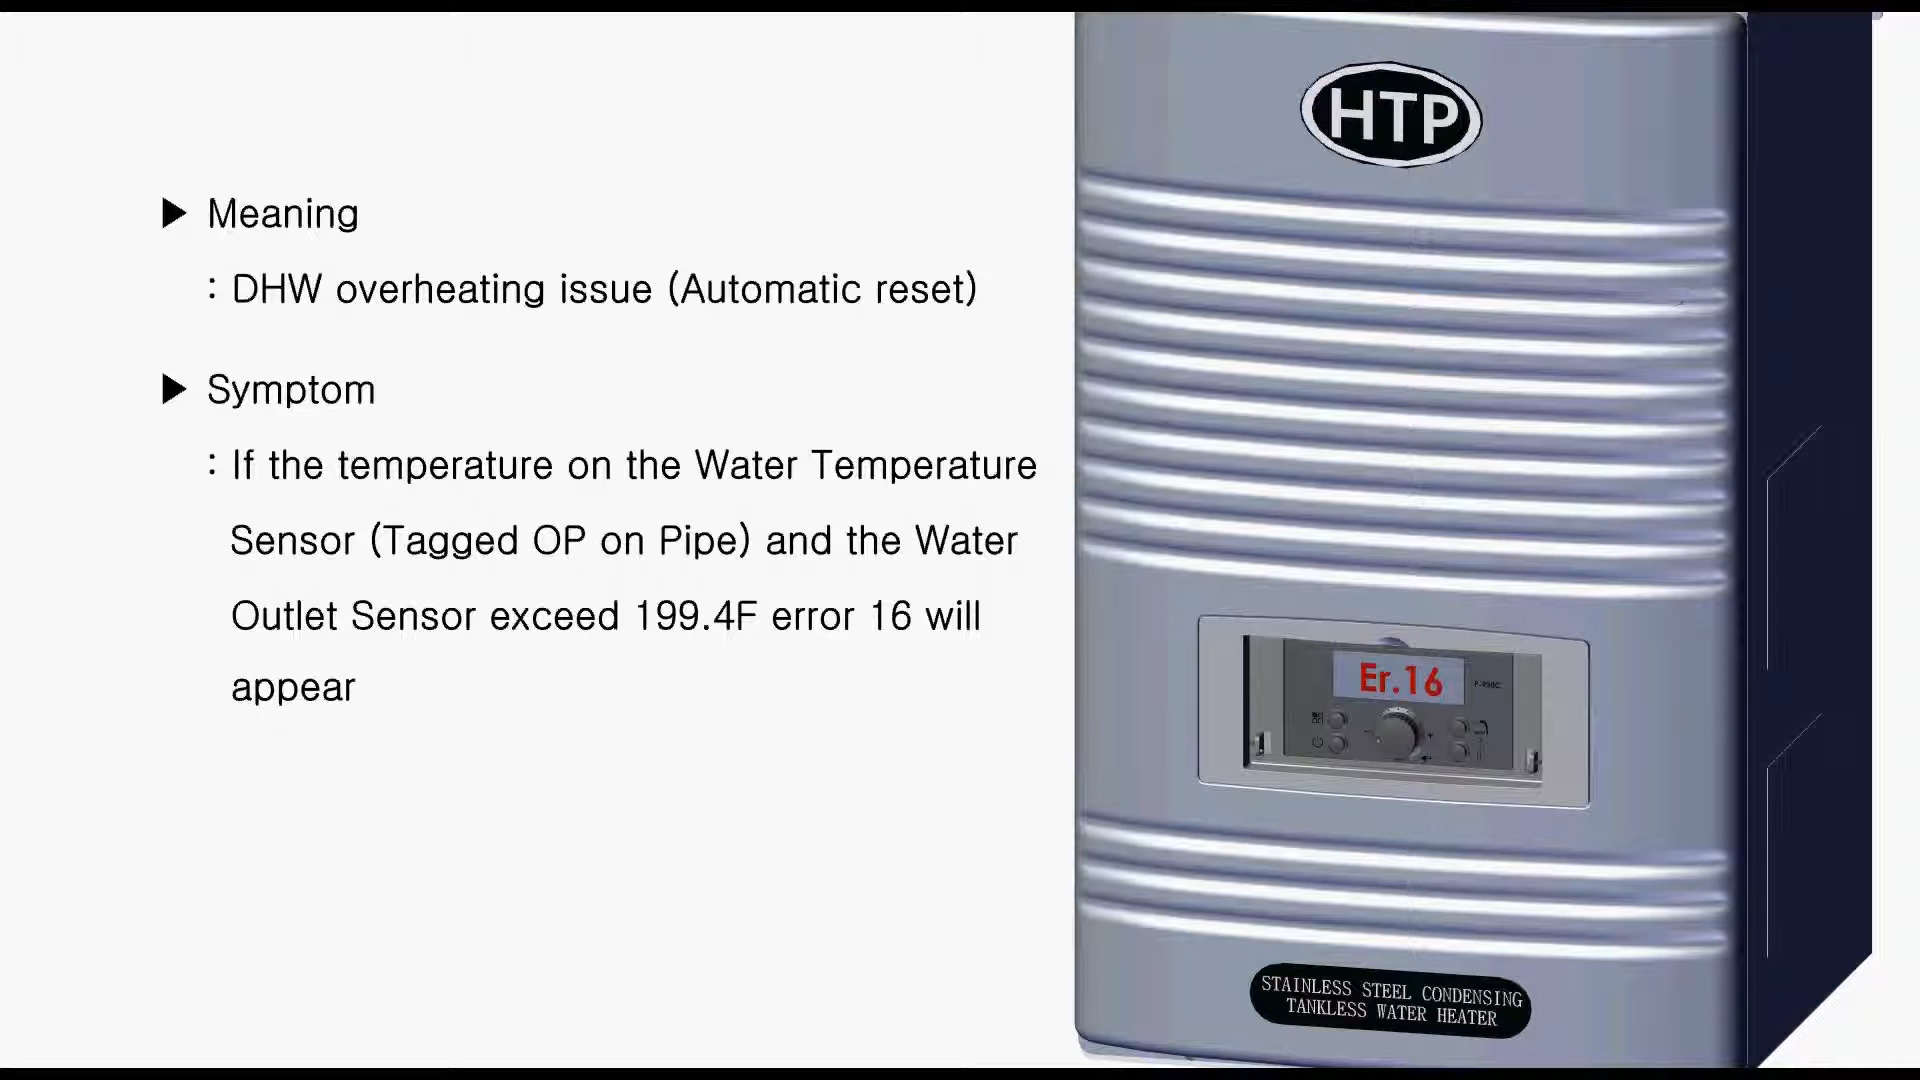 ▶ Meaning
: DHW overheating issue (Automatic reset)
▶ Symptom
: If the temperature on the Water Temperature
Sensor (Tagged OP on Pipe) and the Water
Outlet Sensor exceed 199.4F error 16 will
appear
HTP
Er.16
STAINLESS STEEL CONDENSING
TANKLESS WATER HEATER